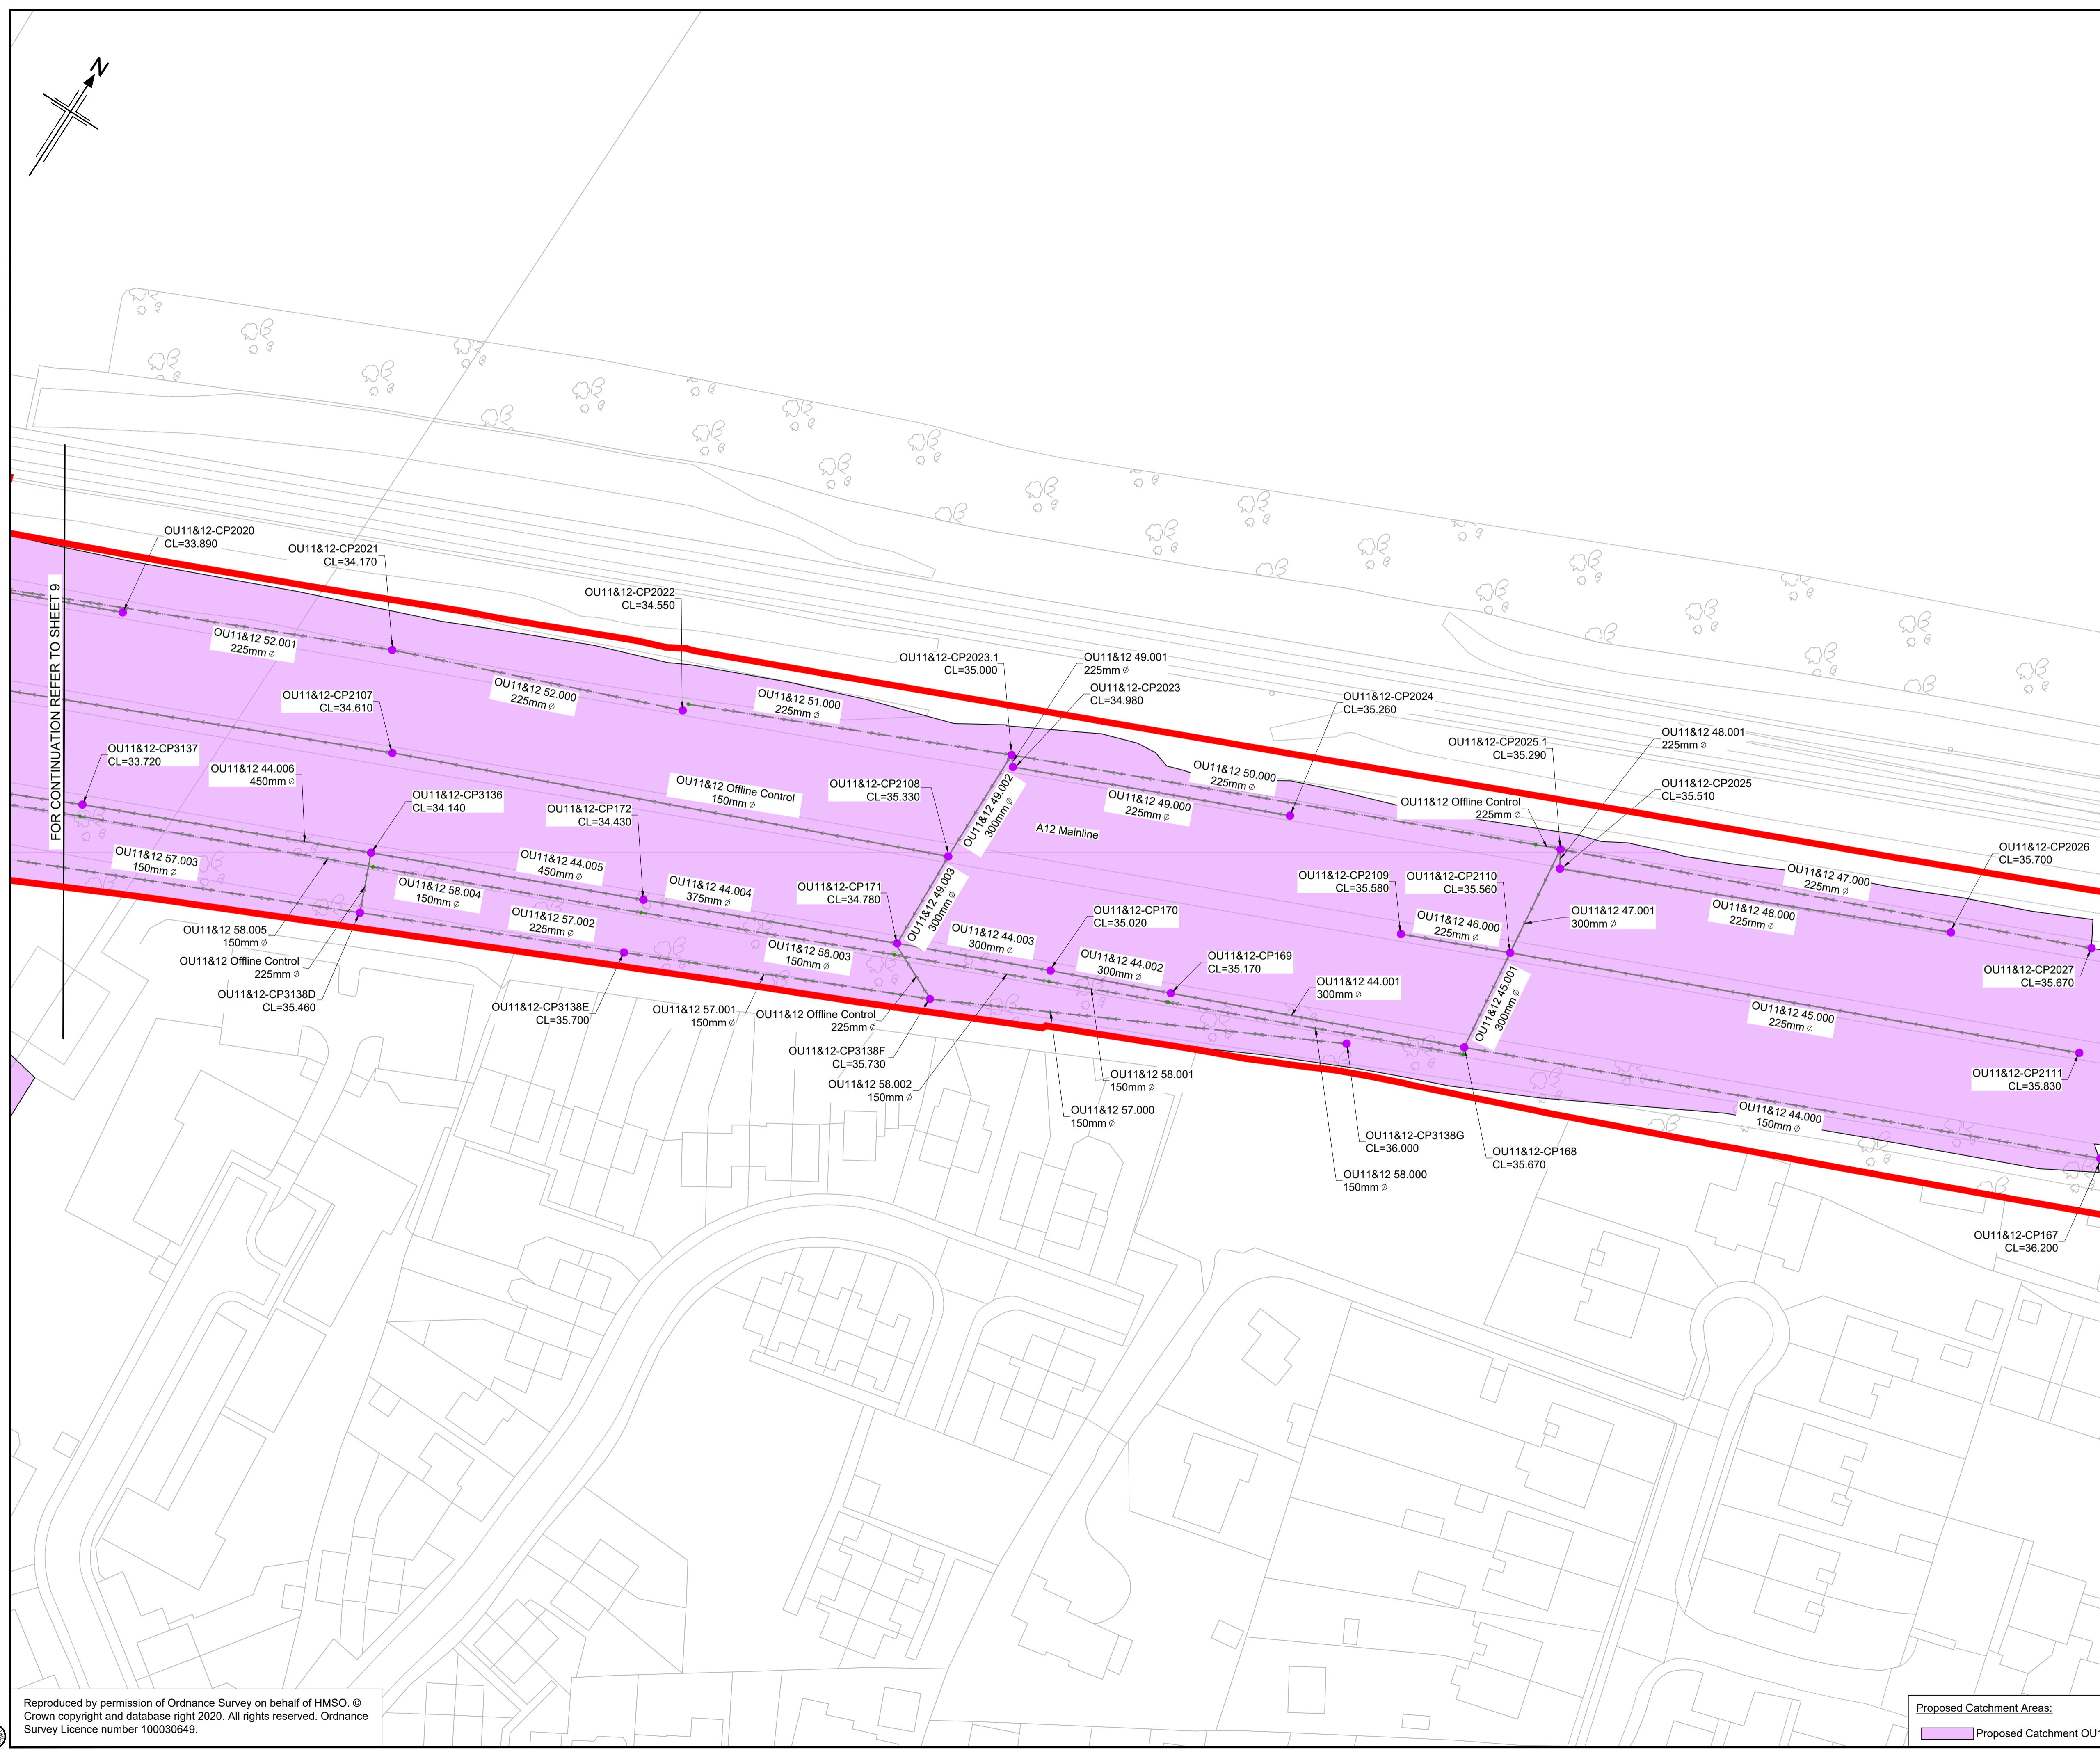 N
FOR CONTINUATION REFER TO SHEET 9
OU11&12-CP2020
CL=33.890
OU11&12-CP2021
CL=34.170
OU11&12-CP2022
CL=34.550
OU11&12 52.001
225mm ∅
OU11&12 52.000
225mm ∅
OU11&12 51.000
225mm ∅
OU11&12-CP2023.1
CL=35.000
OU11&12 49.001
225mm ∅
OU11&12-CP2023
CL=34.980
OU11&12-CP2024
CL=35.260
OU11&12-CP2025.1
CL=35.290
OU11&12 48.001
225mm ∅
OU11&12-CP2025
CL=35.510
OU11&12-CP2026
CL=35.700
OU11&12-CP2107
CL=34.610
OU11&12-CP3137
CL=33.720
OU11&12 44.006
450mm ∅
OU11&12-CP3136
CL=34.140
OU11&12-CP172
CL=34.430
OU11&12 Offline Control
150mm ∅
OU11&12-CP2108
CL=35.330
OU11&12 49.002
300mm ∅
A12 Mainline
OU11&12 49.000
225mm ∅
OU11&12 50.000
225mm ∅
OU11&12 Offline Control
225mm ∅
OU11&12 47.000
225mm ∅
OU11&12 48.000
225mm ∅
OU11&12 57.003
150mm ∅
OU11&12 58.004
150mm ∅
OU11&12 44.005
450mm ∅
OU11&12 44.004
375mm ∅
OU11&12-CP171
CL=34.780
OU11&12 49.003
300mm ∅
OU11&12 44.003
300mm ∅
OU11&12-CP170
CL=35.020
OU11&12 44.002
300mm ∅
OU11&12-CP169
CL=35.170
OU11&12 44.001
300mm ∅
OU11&12-CP2109
CL=35.580
OU11&12-CP2110
CL=35.560
OU11&12 46.000
225mm ∅
OU11&12 47.001
300mm ∅
OU11&12-CP2027
CL=35.670
OU11&12 45.001
300mm ∅
OU11&12 45.000
225mm ∅
OU11&12-CP2111
CL=35.830
OU11&12 57.002
225mm ∅
OU11&12 58.003
150mm ∅
OU11&12 58.005
150mm ∅
OU11&12 Offline Control
225mm ∅
OU11&12-CP3138D
CL=35.460
OU11&12-CP3138E
CL=35.700
OU11&12 57.001
150mm ∅
OU11&12 Offline Control
225mm ∅
OU11&12-CP3138F
CL=35.730
OU11&12 58.002
150mm ∅
OU11&12 58.001
150mm ∅
OU11&12 57.000
150mm ∅
OU11&12-CP3138G
CL=36.000
OU11&12 58.000
150mm ∅
OU11&12-CP168
CL=35.670
OU11&12 44.000
150mm ∅
OU11&12-CP167
CL=36.200
Reproduced by permission of Ordnance Survey on behalf of HMSO. ©
Crown copyright and database right 2020. All rights reserved. Ordnance
Survey Licence number 100030649.
Proposed Catchment Areas:
Proposed Catchment OU1